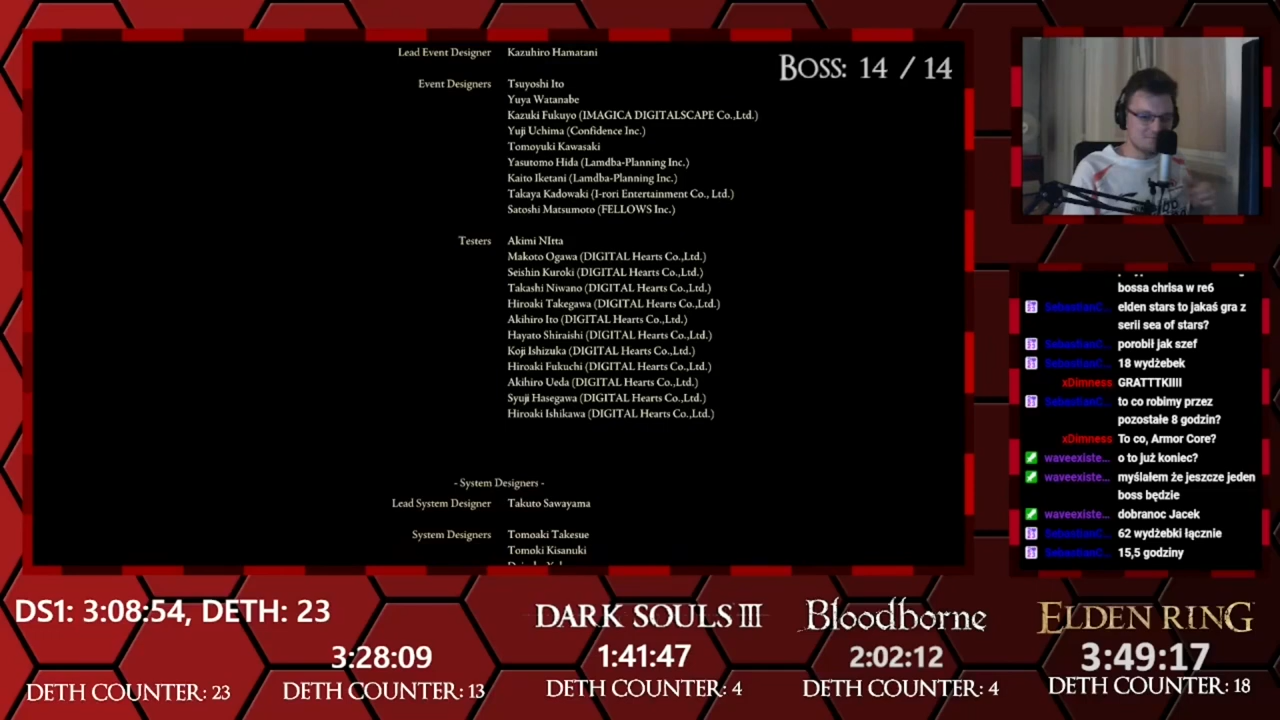 Lead Event Designer Kazuhiro Hamatani
BOSS: 14 / 14
Event Designers Tsuyoshi Ito
Yuya Watanabe
Kazuki Fukuyo (IMAGICA DIGITALSCAPE Co.,Ltd.)
Yuji Uchima (Confidence Inc.)
Tomoyuki Kawasaki
Yasutomo Hida (Lamdba-Planning Inc.)
Kaito Iketani (Lamdba-Planning Inc.)
Takaya Kadowaki (I-rori Entertainment Co., Ltd.)
Satoshi Matsumoto (FELLOWS Inc.)
Testers Akimi NItta
Makoto Ogawa (DIGITAL Hearts Co.,Ltd.)
Seishin Kuroki (DIGITAL Hearts Co.,Ltd.)
Takashi Niwano (DIGITAL Hearts Co.,Ltd.)
Hiroaki Takegawa (DIGITAL Hearts Co.,Ltd.)
Akihiro Ito (DIGITAL Hearts Co.,Ltd.)
Hayato Shiraishi (DIGITAL Hearts Co.,Ltd.)
Koji Ishizuka (DIGITAL Hearts Co.,Ltd.)
Hiroaki Fukuchi (DIGITAL Hearts Co.,Ltd.)
Akihiro Ueda (DIGITAL Hearts Co.,Ltd.)
Syuji Hasegawa (DIGITAL Hearts Co.,Ltd.)
Hiroaki Ishikawa (DIGITAL Hearts Co.,Ltd.)
- System Designers -
Lead System Designer Takuto Sawayama
System Designers Tomoaki Takesue
Tomoki Kisanuki
bossa chrisa w re6
SebastianC... elden stars to jakaś gra z
serii sea of stars?
SebastianC... porobił jak szef
SebastianC... 18 wydżebek
xDimness GRATTTKIIII
SebastianC... to co robimy przez
pozostałe 8 godzin?
xDimness To co, Armor Core?
waveexiste... o to już koniec?
waveexiste... myślałem że jeszcze jeden
boss będzie
waveexiste... dobranoc Jacek
SebastianC... 62 wydżebki łącznie
SebastianC... 15,5 godziny
DS1: 3:08:54, DETH: 23
DETH COUNTER: 23
3:28:09
DETH COUNTER: 13
DARK SOULS III
1:41:47
DETH COUNTER: 4
Bloodborne
2:02:12
DETH COUNTER: 4
ELDEN RING
3:49:17
DETH COUNTER: 18